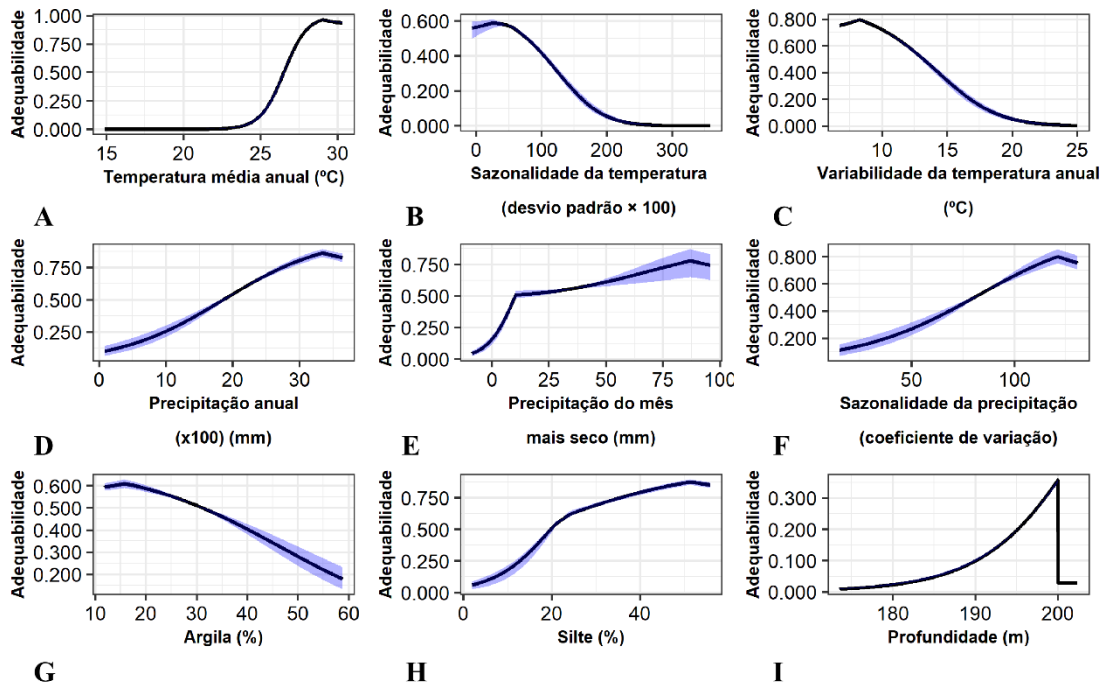 Adequabilidade
1.000
0.750
0.500
0.250
0.000
15 20 25 30
Temperatura média anual (ºC)
A
Adequabilidade
0.600
0.400
0.200
0.000
0 100 200 300
Sazonalidade da temperatura
(desvio padrão × 100)
B
Adequabilidade
0.800
0.600
0.400
0.200
0.000
10 15 20 25
Variabilidade da temperatura anual
(ºC)
C
Adequabilidade
0.750
0.500
0.250
0 10 20 30
Precipitação anual
(x100) (mm)
D
Adequabilidade
0.750
0.500
0.250
0.000
0 25 50 75 100
Precipitação do mês
mais seco (mm)
E
Adequabilidade
0.800
0.600
0.400
0.200
50 100
Sazonalidade da precipitação
(coeficiente de variação)
F
Adequabilidade
0.600
0.500
0.400
0.300
0.200
10 20 30 40 50 60
Argila (%)
G
Adequabilidade
0.750
0.500
0.250
0.000
0 20 40
Silte (%)
H
Adequabilidade
0.300
0.200
0.100
0.000
180 190 200
Profundidade (m)
I